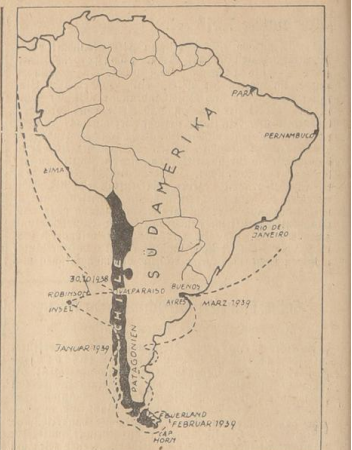 PARA
PERNAMBUCO
SÜDAMERIKA
LIMA
RIO DE
JANEIRO
30.10.1938
ROBINSON
INSEL
VALPARAISO
BUENOS
AIRES
MÄRZ 1939
CHILE
JANUAR 1939
PATAGONIEN
FEUERLAND
FEBRUAR 1939
CAP
HORN